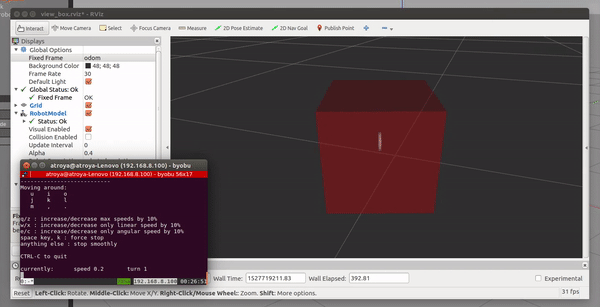 view_box.rviz* - RViz
Interact Move Camera Select Focus Camera Measure 2D Pose Estimate 2D Nav Goal Publish Point
Displays
Global Options
Fixed Frame odom
Background Color 48; 48; 48
Frame Rate 30
Default Light
Global Status: Ok
Fixed Frame OK
Grid
RobotModel
Status: Ok
Visual Enabled
Collision Enabled
Update Interval 0
Alpha 0.4
atroya@atroya-Lenovo (192.168.8.100) - byobu
atroya@atroya-Lenovo (192.168.8.100) - byobu 56x17
---------------------------
Moving around:
u i o
j k l
m , .
q/z : increase/decrease max speeds by 10%
w/x : increase/decrease only linear speed by 10%
e/c : increase/decrease only angular speed by 10%
space key, k : force stop
anything else : stop smoothly
CTRL-C to quit
currently: speed 0.2 turn 1
192.168.8.100 00:26:51
Wall Time: 1527719211.83 Wall Elapsed: 392.81 Experimental
Reset Left-Click: Rotate. Middle-Click: Move X/Y. Right-Click/Mouse Wheel: Zoom. Shift: More options. 31 fps